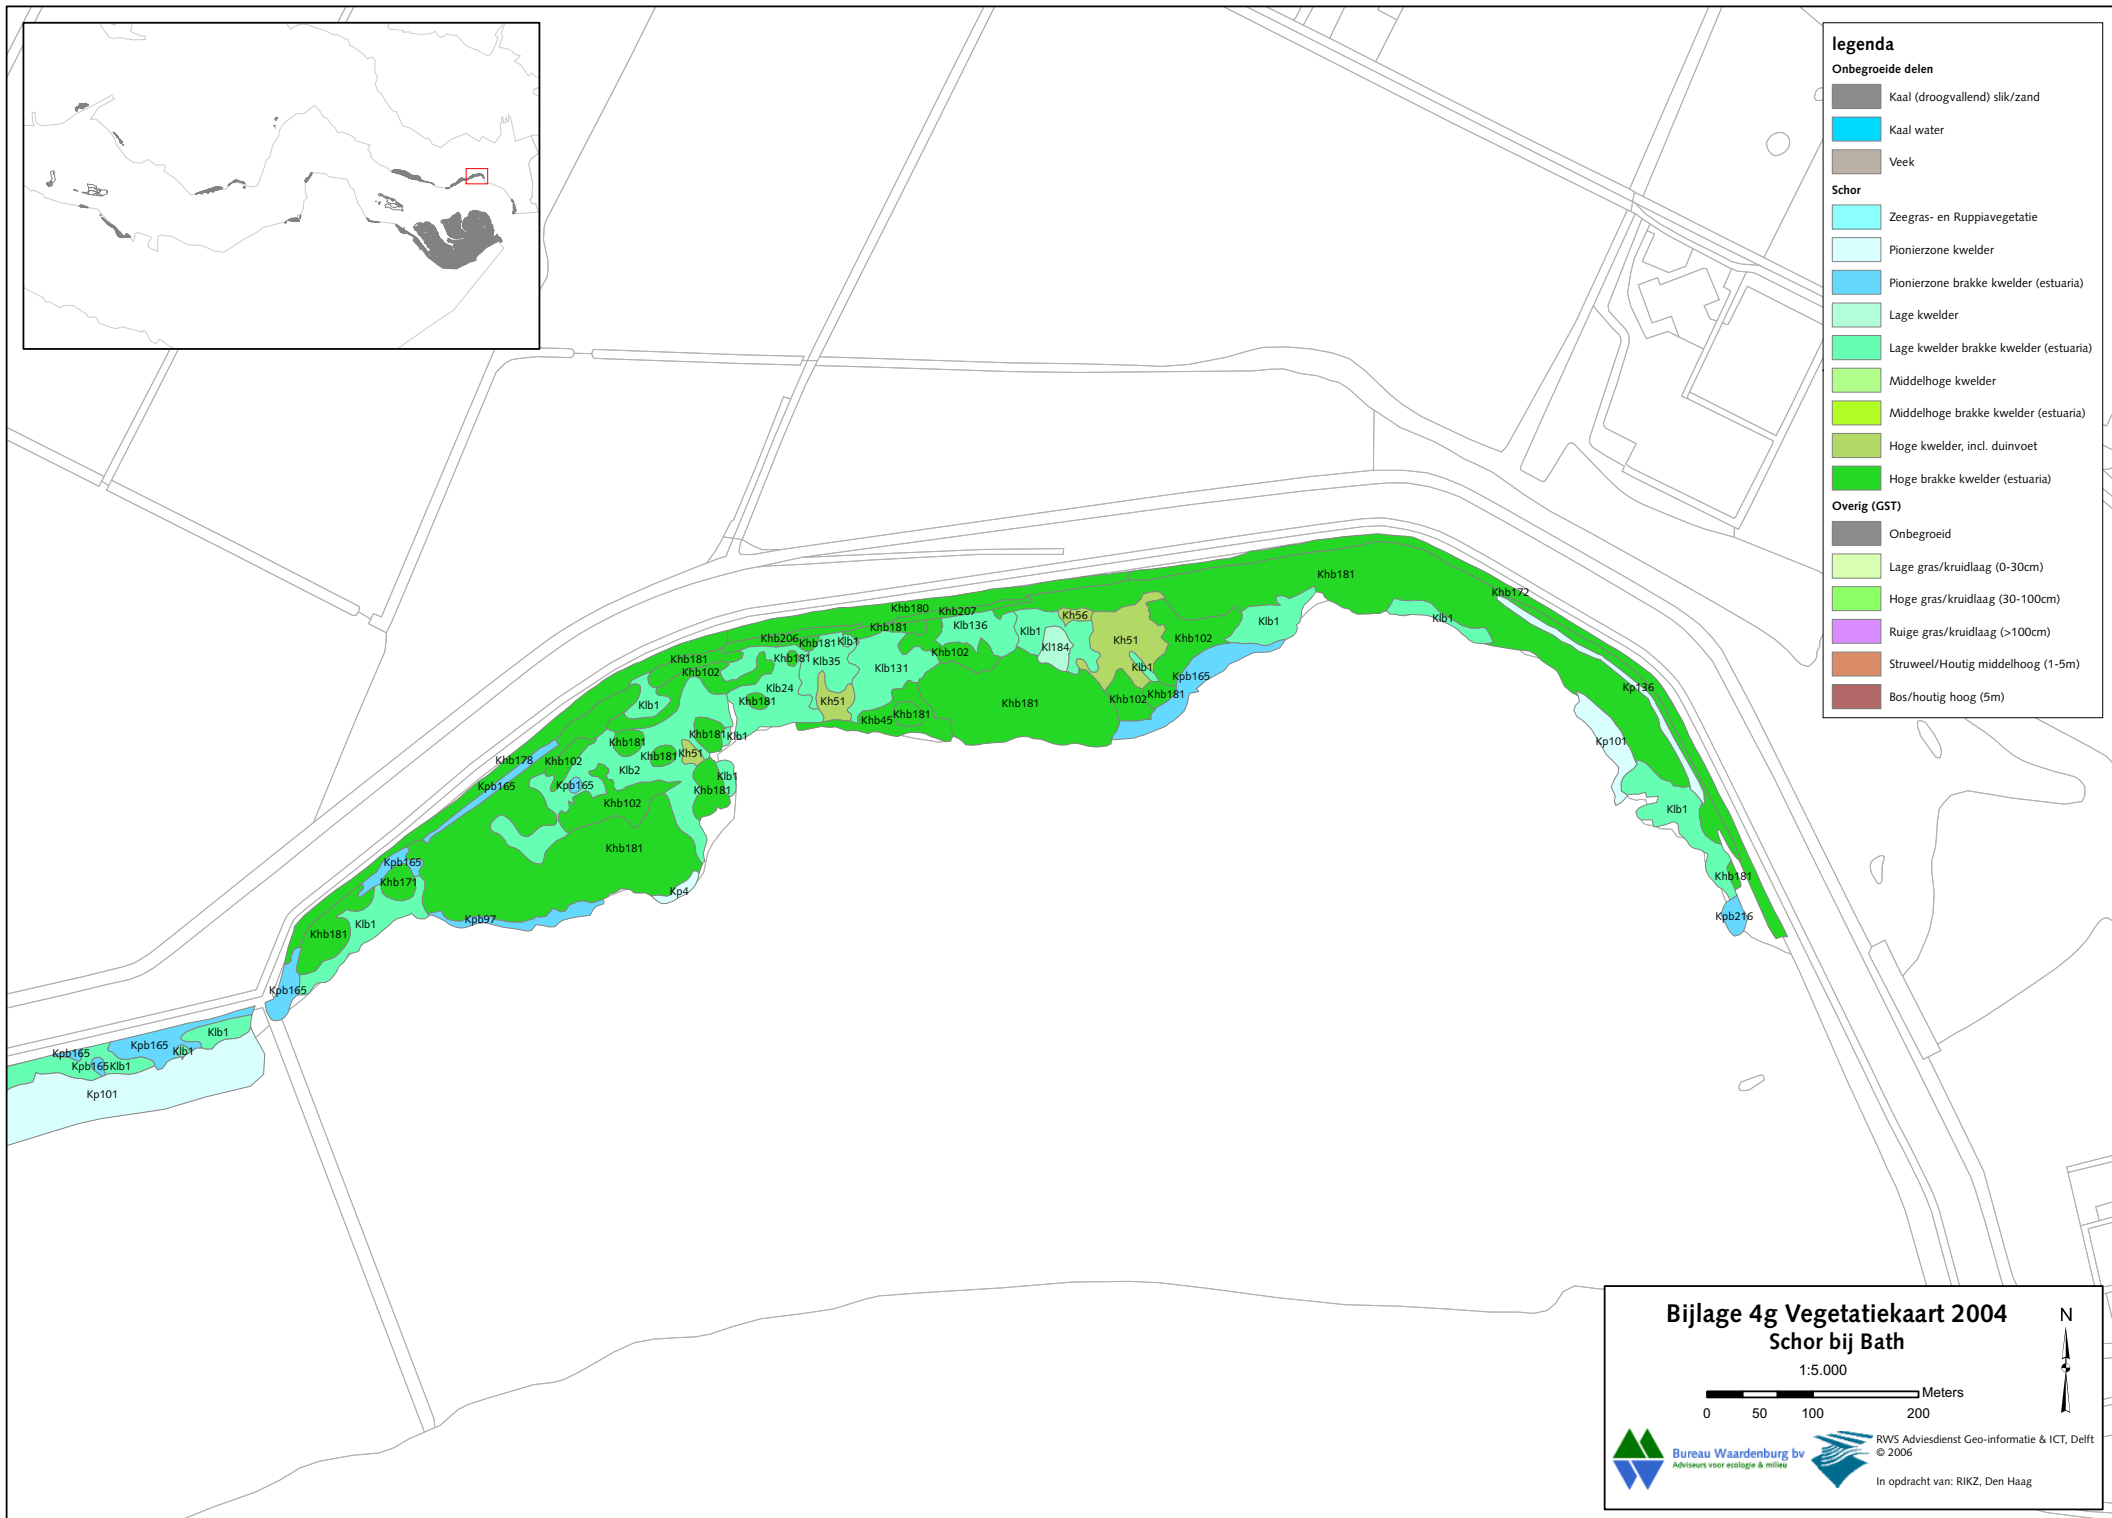 legenda
Onbegroeide delen
Kaal (droogvallend) slik/zand
Kaal water
Veek
Schor
Zeegras- en Ruppiavegetatie
Pionierzone kwelder
Pionierzone brakke kwelder (estuaria)
Lage kwelder
Lage kwelder brakke kwelder (estuaria)
Middelhoge kwelder
Middelhoge brakke kwelder (estuaria)
Hoge kwelder, incl. duinvoet
Hoge brakke kwelder (estuaria)
Overig (GST)
Onbegroeid
Lage gras/kruidlaag (0-30cm)
Hoge gras/kruidlaag (30-100cm)
Ruige gras/kruidlaag (>100cm)
Struweel/Houtig middelhoog (1-5m)
Bos/houtig hoog (5m)
Khb181
Khb172
Khb180
Khb207
Kh56
Klb1
Klb1
Khb181
Klb136
Klb1
Khb206
Khb181
Klb1
Kh51
Khb102
Kl184
Khb102
Khb181
Khb181
Klb35
Klb131
Klb1
Khb102
Kpb165
Klb24
Kp136
Khb181
Kh51
Khb181
Khb102
Khb181
Klb1
Khb181
Khb45
Khb181
Klb1
Khb181
Kp101
Khb181
Kh51
Khb178
Khb102
Klb2
Klb1
Kpb165
Kpb165
Khb181
Khb102
Klb1
Khb181
Kpb165
Khb171
Kp4
Khb181
Kpb97
Klb1
Kpb216
Khb181
Kpb165
Klb1
Kpb165
Klb1
Kpb165
Kpb165
Klb1
Kp101
Bijlage 4g Vegetatiekaart 2004
Schor bij Bath
N
1:5.000
Meters
0 50 100 200
Bureau Waardenburg bv
Adviseurs voor ecologie & milieu
RWS Adviesdienst Geo-informatie & ICT, Delft
© 2006
In opdracht van: RIKZ, Den Haag